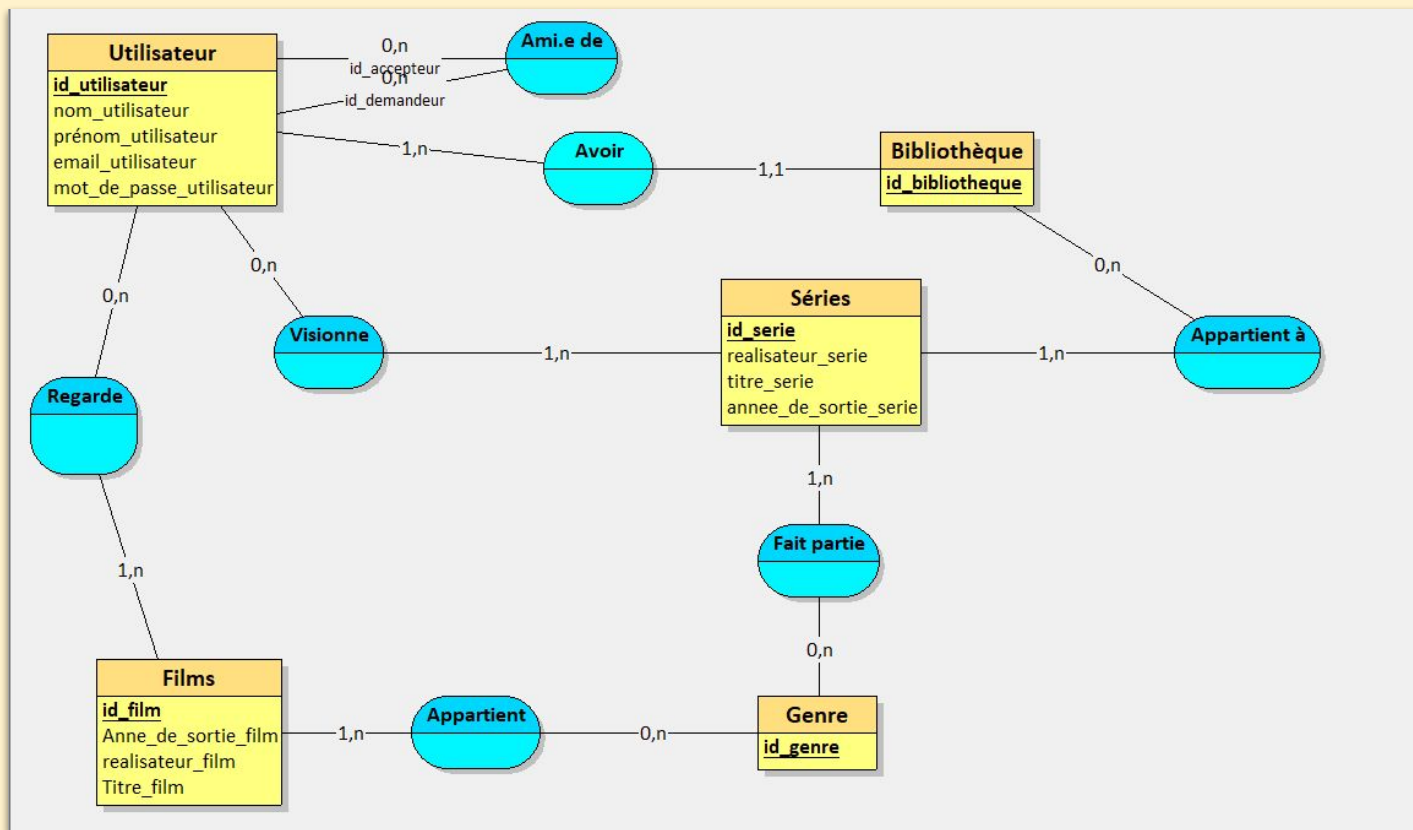 Utilisateur
id_utilisateur
nom_utilisateur
prénom_utilisateur
email_utilisateur
mot_de_passe_utilisateur
0,n
id_accepteur
0,n
id_demandeur
Ami.e de
1,n
Avoir
1,1
Bibliothèque
id_bibliotheque
0,n
0,n
0,n
Visionne
1,n
Séries
id_serie
realisateur_serie
titre_serie
annee_de_sortie_serie
1,n
Appartient à
Regarde
1,n
1,n
Fait partie
0,n
Films
id_film
Anne_de_sortie_film
realisateur_film
Titre_film
1,n
Appartient
0,n
Genre
id_genre